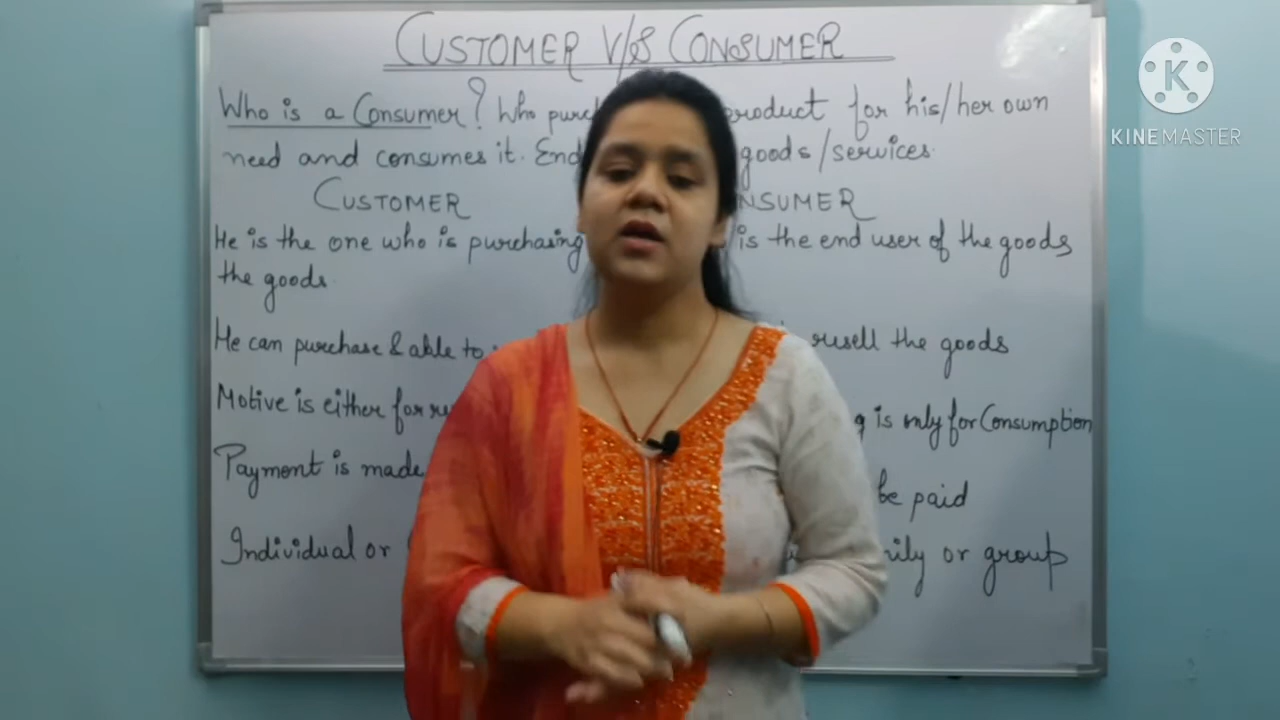 CUSTOMER V/S CONSUMER
Who is a Consumer? Who product for his/her own
need and consumes it. End goods/services.
CUSTOMER
He is the one who is purchasing is the end user of the goods
the goods
He can purchase & able to resell the goods
Motive is either for is only for Consumption
Payment is made be paid
Individual or or group
K
KINEMASTER